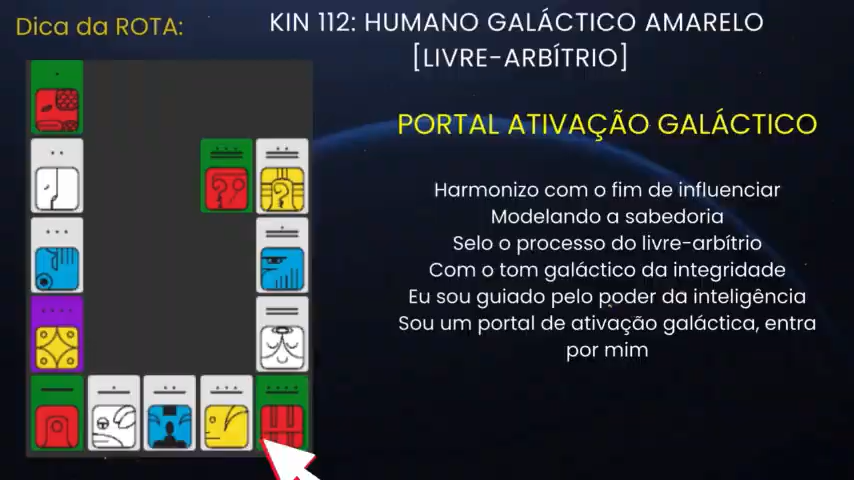 Dica da ROTA:
KIN 112: HUMANO GALÁCTICO AMARELO
[LIVRE-ARBÍTRIO]
PORTAL ATIVAÇÃO GALÁCTICO
Harmonizo com o fim de influenciar
Modelando a sabedoria
Selo o processo do livre-arbítrio
Com o tom galáctico da integridade
Eu sou guiado pelo poder da inteligência
Sou um portal de ativação galáctica, entra
por mim